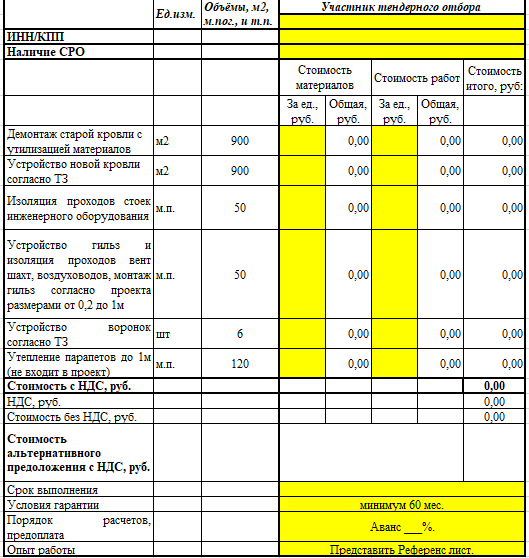 Ед.изм. Объёмы, м2, м.пог., и т.п. Участник тендерного отбора
ИНН/КПП
Наличие СРО
Стоимость материалов Стоимость работ Стоимость итого, руб:
За ед., руб. Общая, руб. За ед., руб. Общая, руб.
Демонтаж старой кровли с
утилизацией материалов м2 900 0,00 0,00 0,00
Устройство новой кровли
согласно ТЗ м2 900 0,00 0,00 0,00
Изоляция проходов стоек
инженерного оборудования м.п. 50 0,00 0,00 0,00
Устройство гильз и
изоляция проходов вент
шахт, воздуховодов, монтаж
гильз согласно проекта
размерами от 0,2 до 1м м.п. 50 0,00 0,00 0,00
Устройство воронок
согласно ТЗ шт 6 0,00 0,00 0,00
Утепление парапетов до 1м
(не входит в проект) м.п. 120 0,00 0,00 0,00
Стоимость с НДС, руб. 0,00
НДС, руб. 0,00
Стоимость без НДС, руб. 0,00
Стоимость
альтернативного
предоложения с НДС, руб.
Срок выполнения
Условия гарантии минимум 60 мес.
Порядок расчетов,
предоплата Аванс ___%.
Опыт работы Представить Референс лист.